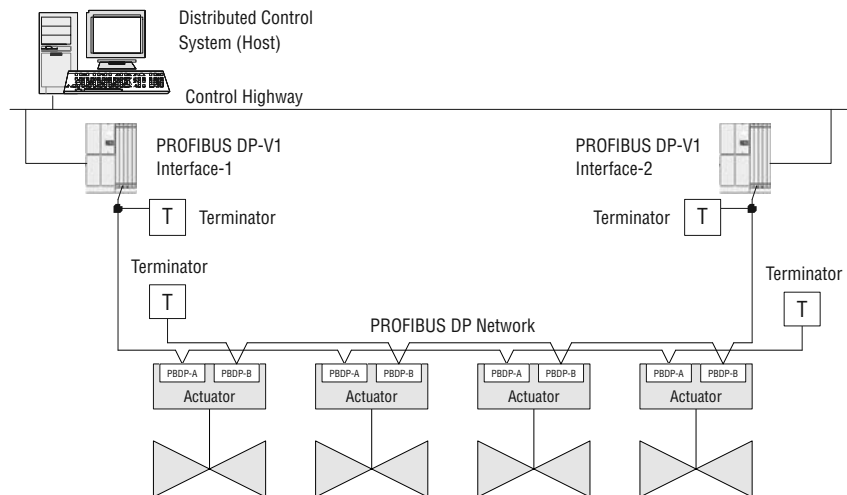 Distributed Control
System (Host)
Control Highway
PROFIBUS DP-V1
Interface-1
PROFIBUS DP-V1
Interface-2
T
Terminator
Terminator
T
Terminator
T
Terminator
T
PROFIBUS DP Network
PBDP-A PBDP-B
Actuator
PBDP-A PBDP-B
Actuator
PBDP-A PBDP-B
Actuator
PBDP-A PBDP-B
Actuator